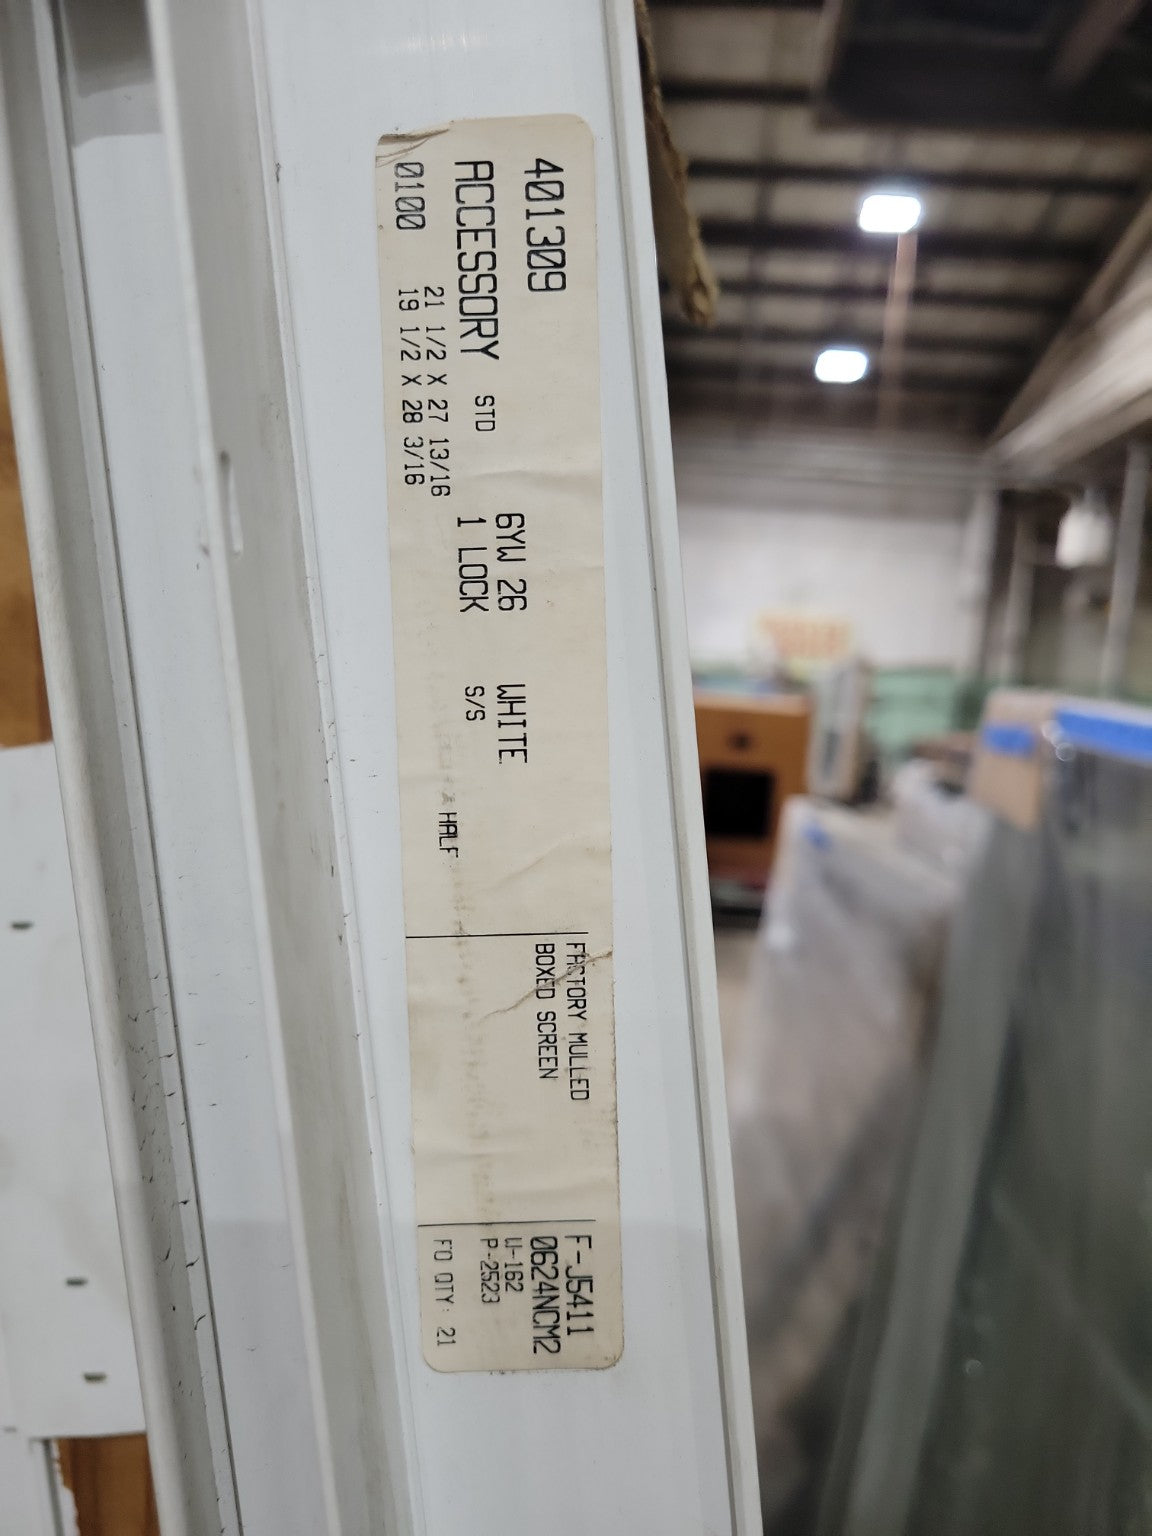 401309
ACCESSORY STD
6YW 26 WHITE
1 LOCK S/S
21 1/2 X 27 13/16 HALF
0100 19 1/2 X 28 3/16
FACTORY MULLED
BOXED SCREEN
F-J5411
0624NCM2
W-162
P-2523
FO QTY: 21